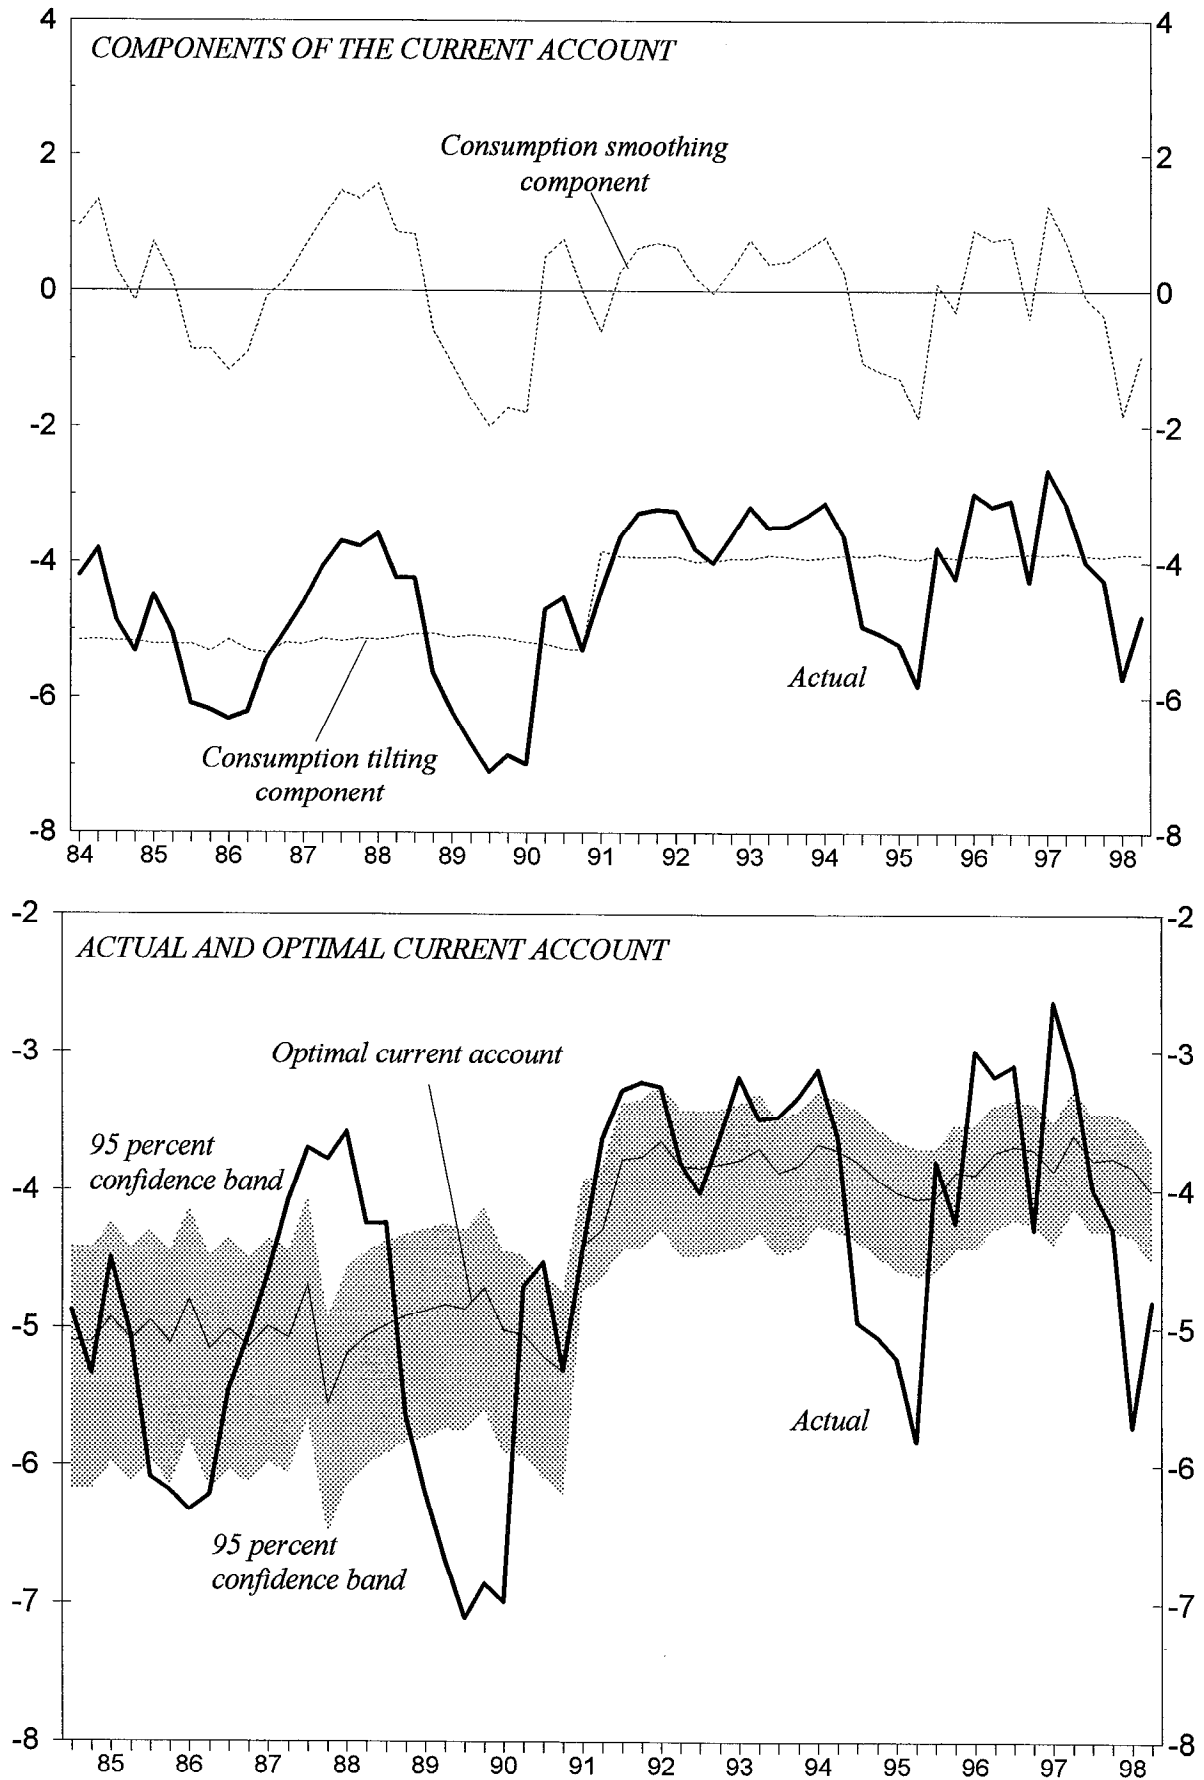 COMPONENTS OF THE CURRENT ACCOUNT
4
4
Consumption smoothing
component
2
2
0
0
-2
-2
-4
-4
Actual
-6
-6
Consumption tilting
component
-8
-8
84 85 86 87 88 89 90 91 92 93 94 95 96 97 98
-2
-2
ACTUAL AND OPTIMAL CURRENT ACCOUNT
-3
-3
Optimal current account
95 percent
confidence band
-4
-4
-5
-5
Actual
-6
-6
95 percent
confidence band
-7
-7
-8
-8
85 86 87 88 89 90 91 92 93 94 95 96 97 98